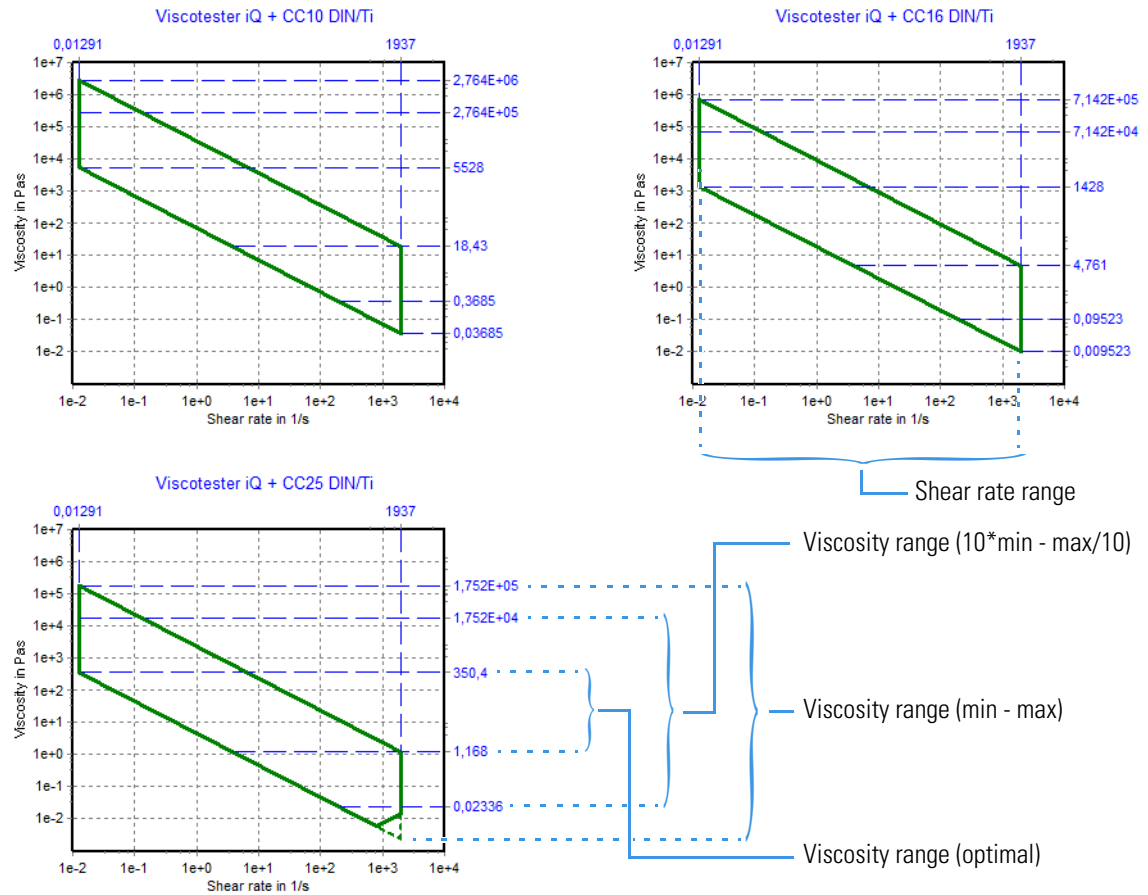 Viscotester iQ + CC10 DIN/Ti
0,01291 1937
1e+7
1e+6
1e+5
1e+4
1e+3
1e+2
1e+1
1e+0
1e-1
1e-2
Viscosity in Pas
2,764E+06
2,764E+05
5528
18,43
0,3685
0,03685
1e-2 1e-1 1e+0 1e+1 1e+2 1e+3 1e+4
Shear rate in 1/s
Viscotester iQ + CC16 DIN/Ti
0,01291 1937
1e+7
1e+6
1e+5
1e+4
1e+3
1e+2
1e+1
1e+0
1e-1
1e-2
Viscosity in Pas
7,142E+05
7,142E+04
1428
4,761
0,09523
0,009523
1e-2 1e-1 1e+0 1e+1 1e+2 1e+3 1e+4
Shear rate in 1/s
Shear rate range
Viscotester iQ + CC25 DIN/Ti
0,01291 1937
1e+7
1e+6
1e+5
1e+4
1e+3
1e+2
1e+1
1e+0
1e-1
1e-2
Viscosity in Pas
1,752E+05
1,752E+04
350,4
1,168
0,02336
1e-2 1e-1 1e+0 1e+1 1e+2 1e+3 1e+4
Shear rate in 1/s
Viscosity range (10*min - max/10)
Viscosity range (min - max)
Viscosity range (optimal)